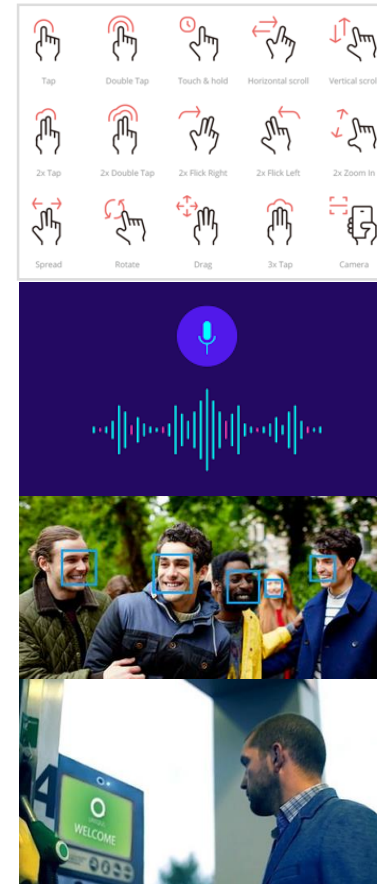 Tap Double Tap Touch & hold Horizontal scroll Vertical scroll
2x Tap 2x Double Tap 2x Flick Right 2x Flick Left 2x Zoom In
Spread Rotate Drag 3x Tap Camera
4
WELCOME